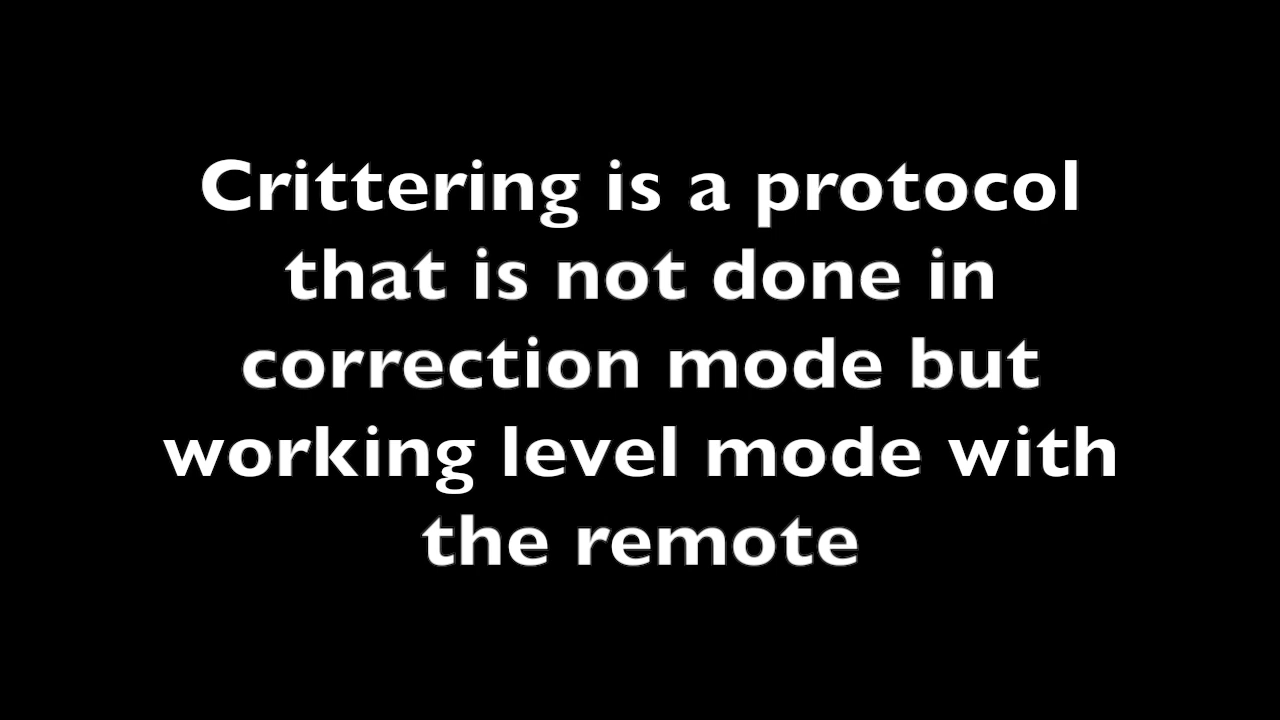 Crittering is a protocol
that is not done in
correction mode but
working level mode with
the remote